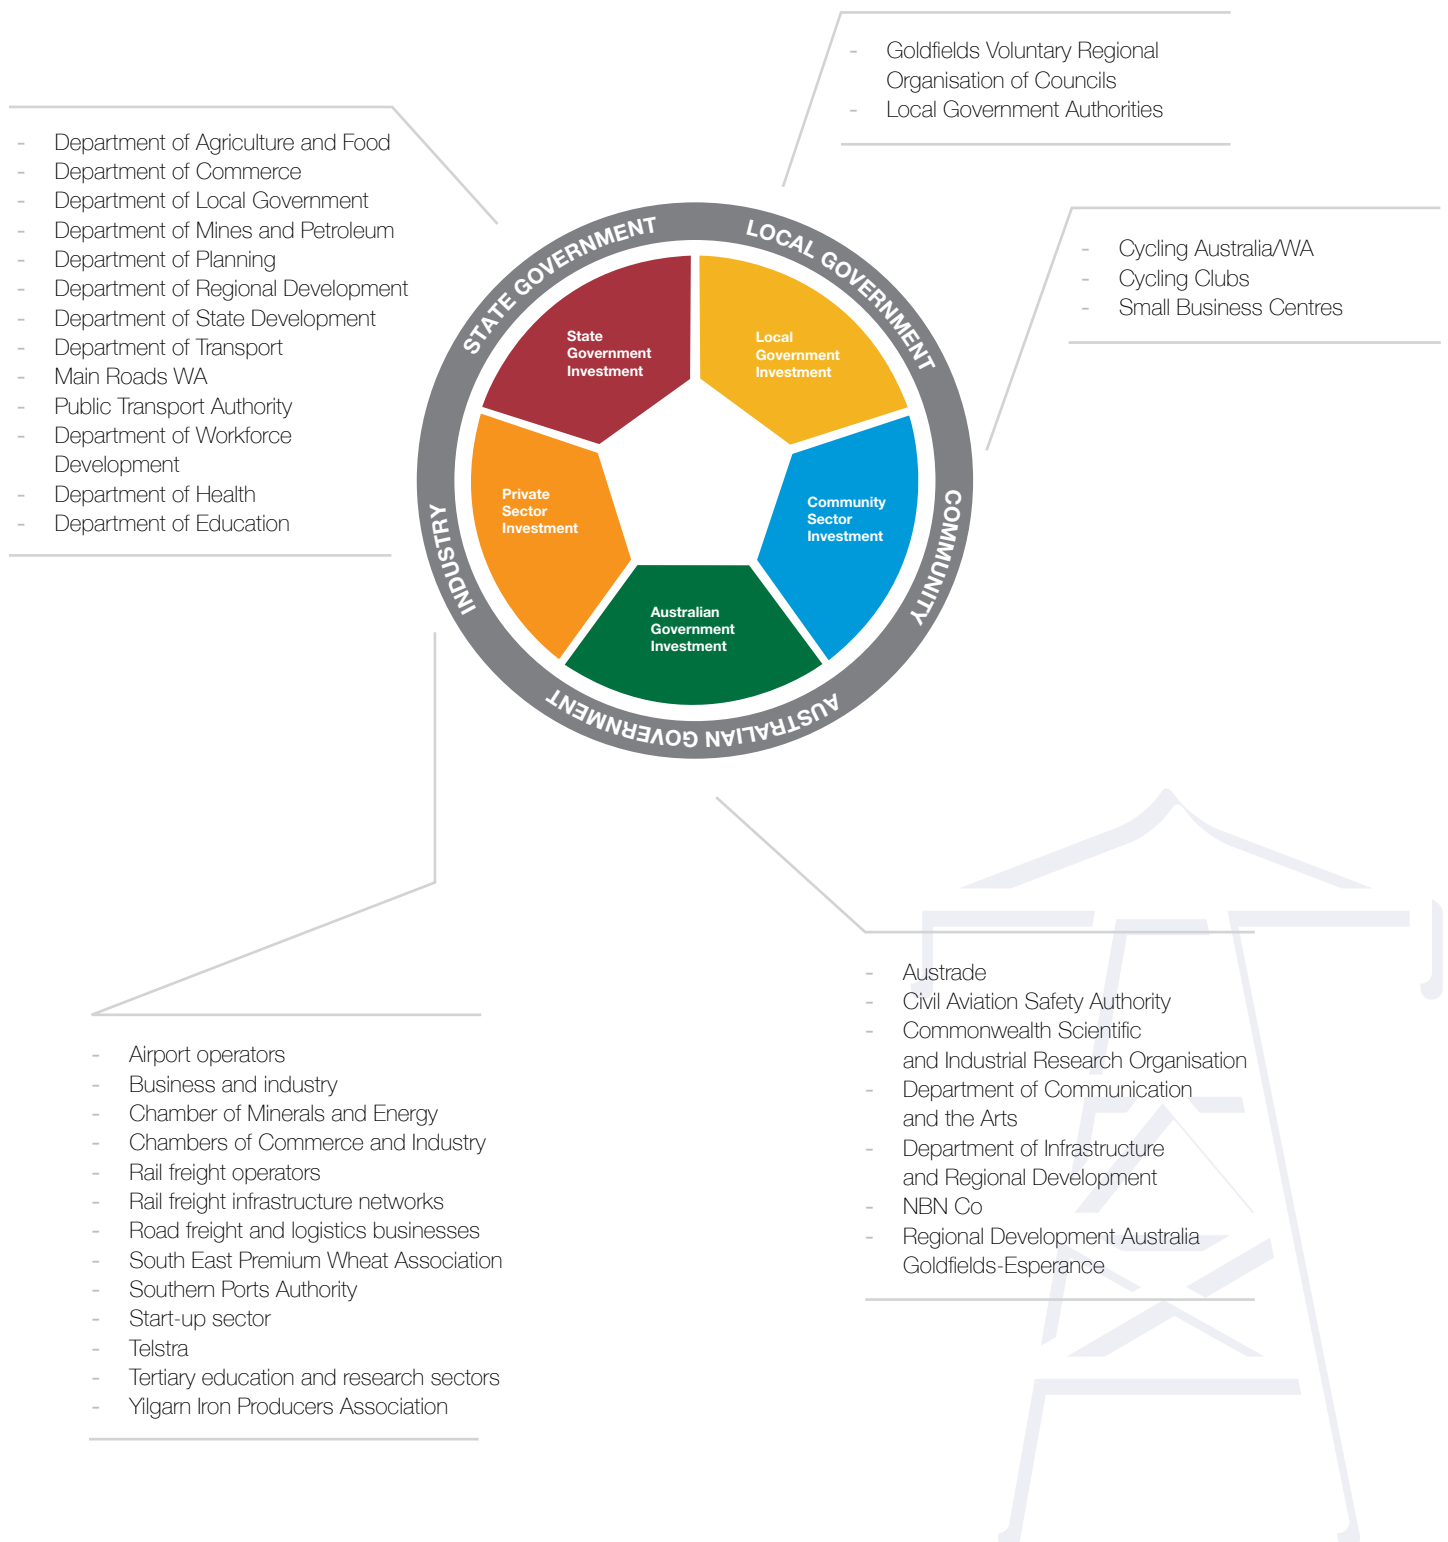 - Goldfields Voluntary Regional
Organisation of Councils
- Local Government Authorities
- Department of Agriculture and Food
- Department of Commerce
- Department of Local Government
- Department of Mines and Petroleum
- Department of Planning
- Department of Regional Development
- Department of State Development
- Department of Transport
- Main Roads WA
- Public Transport Authority
- Department of Workforce
Development
- Department of Health
- Department of Education
- Cycling Australia/WA
- Cycling Clubs
- Small Business Centres
STATE GOVERNMENT
LOCAL GOVERNMENT
COMMUNITY
AUSTRALIAN GOVERNMENT
INDUSTRY
State
Government
Investment
Local
Government
Investment
Private
Sector
Investment
Community
Sector
Investment
Australian
Government
Investment
- Austrade
- Civil Aviation Safety Authority
- Commonwealth Scientific
and Industrial Research Organisation
- Department of Communication
and the Arts
- Department of Infrastructure
and Regional Development
- NBN Co
- Regional Development Australia
Goldfields-Esperance
- Airport operators
- Business and industry
- Chamber of Minerals and Energy
- Chambers of Commerce and Industry
- Rail freight operators
- Rail freight infrastructure networks
- Road freight and logistics businesses
- South East Premium Wheat Association
- Southern Ports Authority
- Start-up sector
- Telstra
- Tertiary education and research sectors
- Yilgarn Iron Producers Association